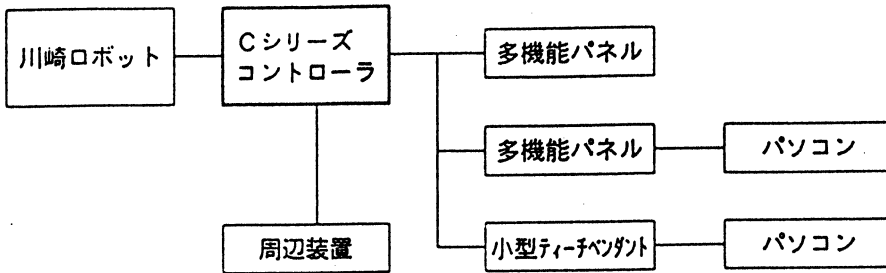 川崎ロボット
Cシリーズ
コントローラ
多機能パネル
多機能パネル
パソコン
周辺装置
小型ティーチペンダント
パソコン